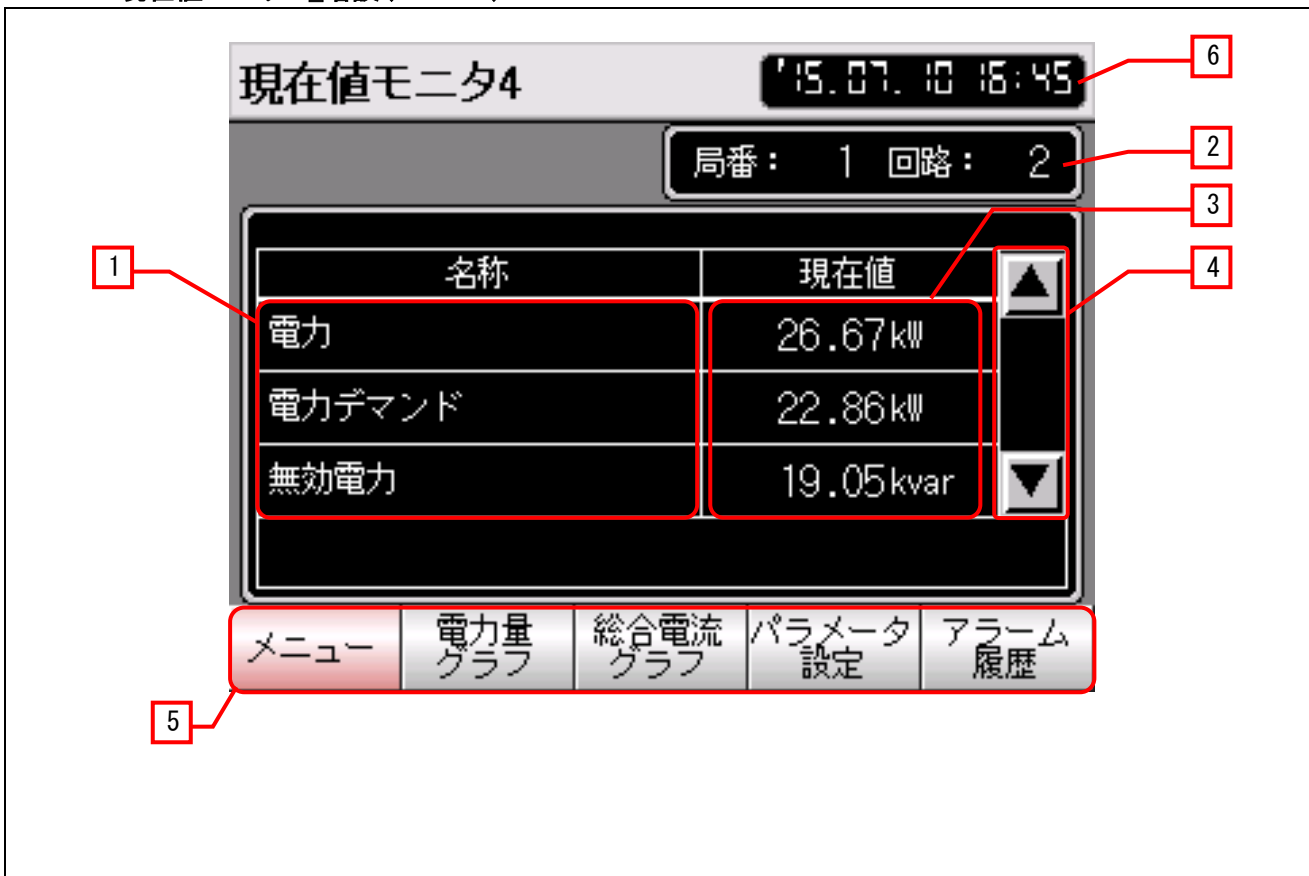 現在値モニタ4
'15.07.10 16:45
6
局番: 1 回路: 2
2
3
1
名称 現在値
4
電力 26.67kW
電力デマンド 22.86kW
無効電力 19.05kvar
メニュー
電力量
グラフ
総合電流
グラフ
パラメータ
設定
アラーム
履歴
5